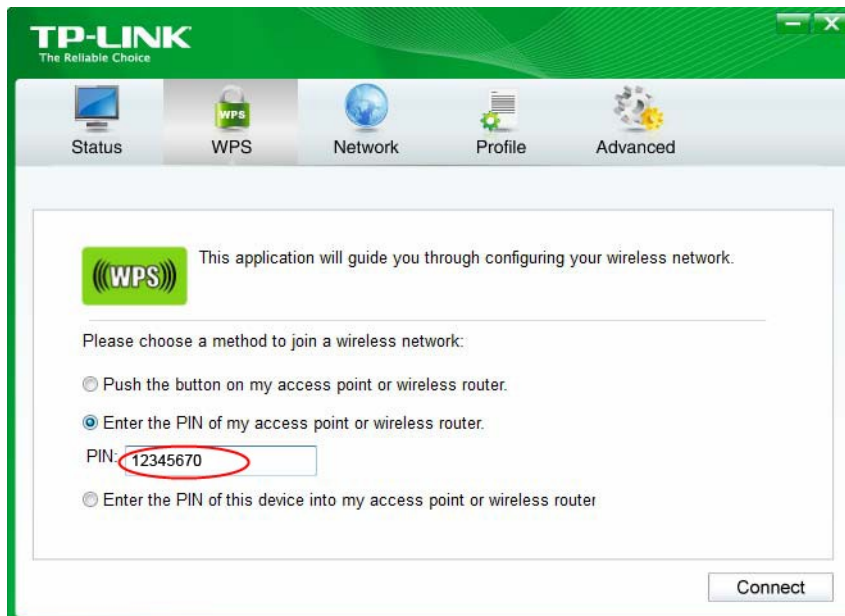 TP-LINK
The Reliable Choice
Status WPS Network Profile Advanced
WPS
(((WPS)))
This application will guide you through configuring your wireless network.
Please choose a method to join a wireless network:
Push the button on my access point or wireless router.
Enter the PIN of my access point or wireless router.
PIN: 12345670
Enter the PIN of this device into my access point or wireless router
Connect